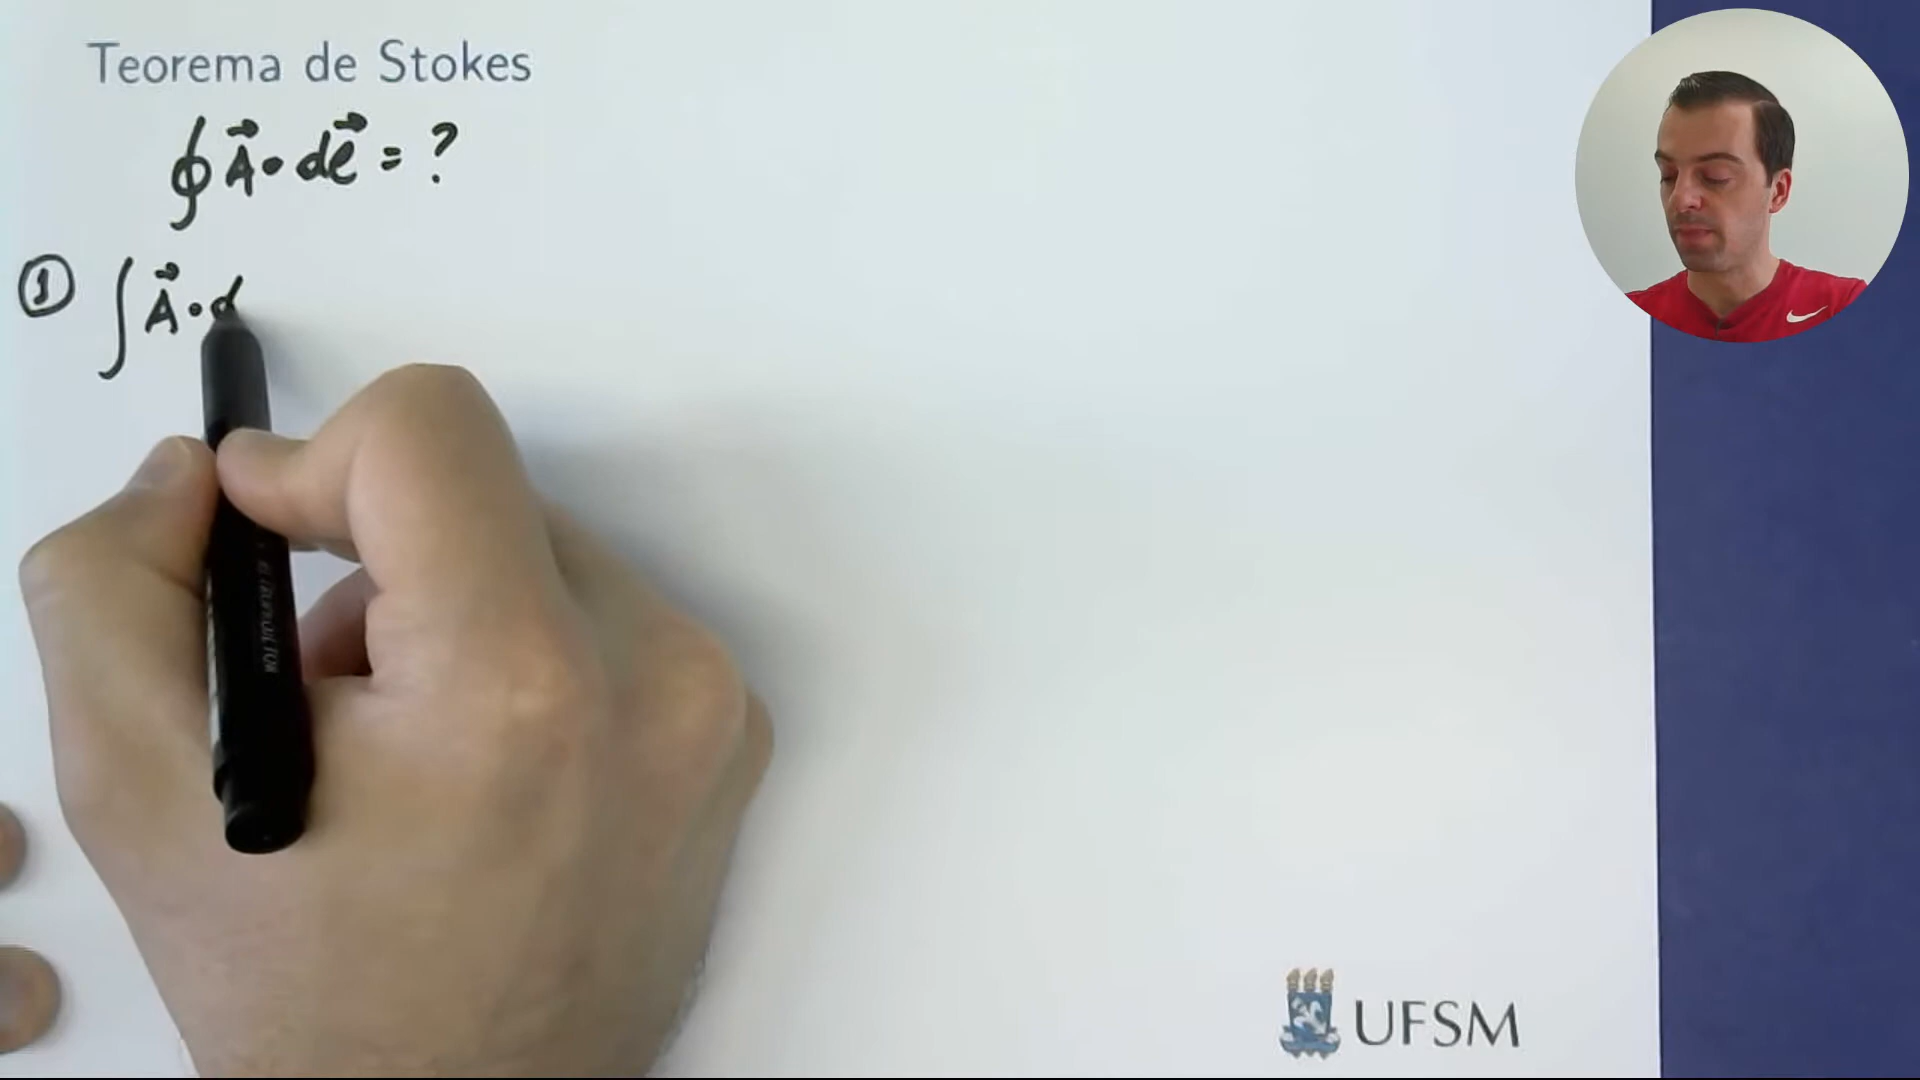 Teorema de Stokes
∮ A⃗ • dℓ⃗ = ?
① ∫ A⃗ • d
UFSM